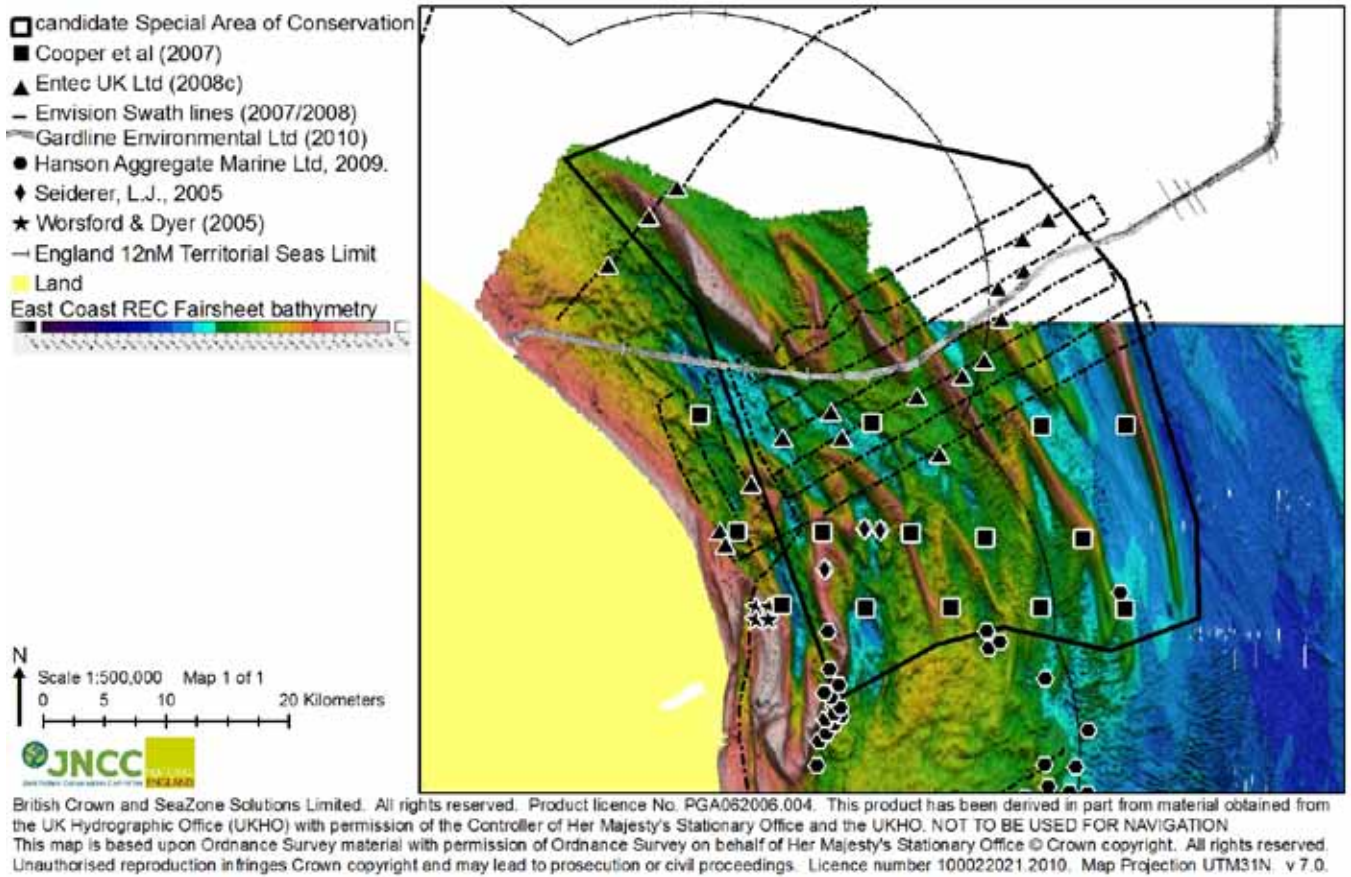 candidate Special Area of Conservation
Cooper et al (2007)
Entec UK Ltd (2008c)
Envision Swath lines (2007/2008)
Gardline Environmental Ltd (2010)
Hanson Aggregate Marine Ltd, 2009.
Seiderer, L.J., 2005
Worsford & Dyer (2005)
England 12nM Territorial Seas Limit
Land
East Coast REC Fairsheet bathymetry
N
Scale 1:500,000 Map 1 of 1
0 5 10 20 Kilometers
JNCC
ENGLAND
British Crown and SeaZone Solutions Limited. All rights reserved. Product licence No. PGA062006.004. This product has been derived in part from material obtained from
the UK Hydrographic Office (UKHO) with permission of the Controller of Her Majesty's Stationary Office and the UKHO. NOT TO BE USED FOR NAVIGATION
This map is based upon Ordnance Survey material with permission of Ordnance Survey on behalf of Her Majesty's Stationary Office © Crown copyright. All rights reserved.
Unauthorised reproduction infringes Crown copyright and may lead to prosecution or civil proceedings. Licence number 100022021.2010. Map Projection UTM31N. v 7.0.